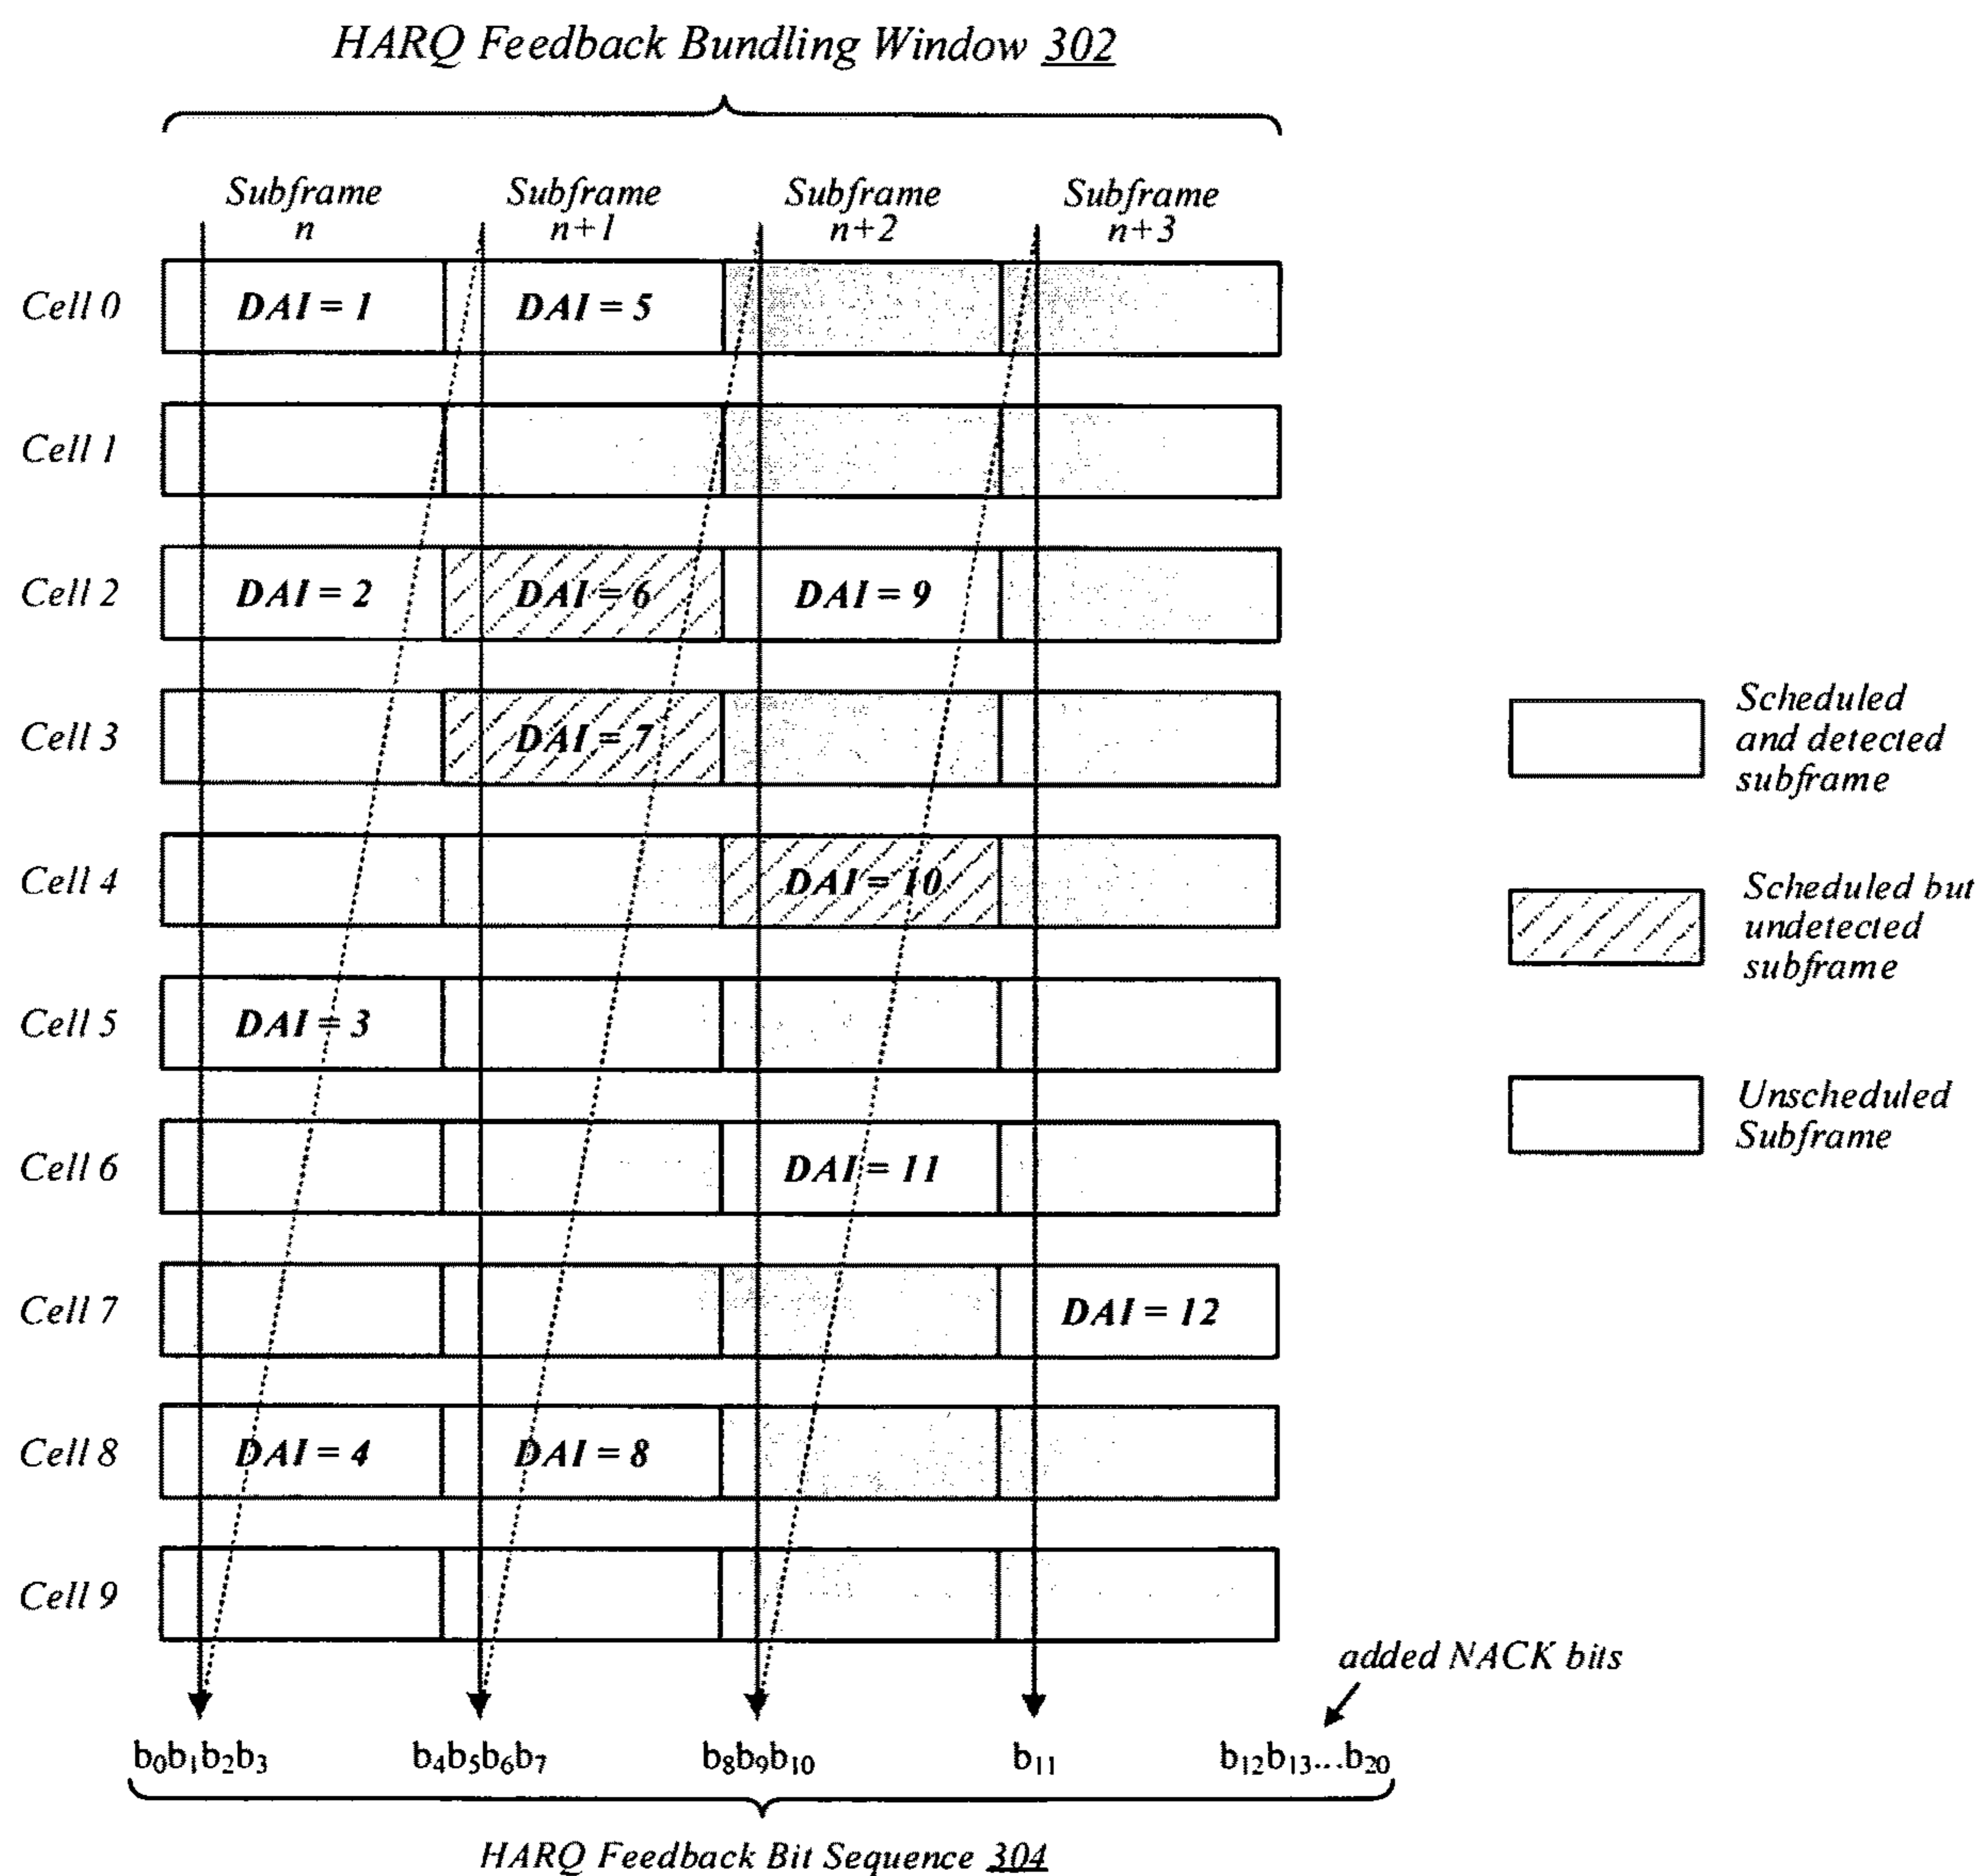 HARQ Feedback Bundling Window 302
Subframe n
Subframe n+1
Subframe n+2
Subframe n+3
Cell 0
DAI = 1
DAI = 5
Cell 1
Cell 2
DAI = 2
DAI = 6
DAI = 9
Cell 3
DAI = 7
Cell 4
DAI = 10
Cell 5
DAI = 3
Cell 6
DAI = 11
Cell 7
DAI = 12
Cell 8
DAI = 4
DAI = 8
Cell 9
Scheduled
and detected
subframe
Scheduled but
undetected
subframe
Unscheduled
Subframe
added NACK bits
b0b1b2b3
b4b5b6b7
b8b9b10
b11
b12b13...b20
HARQ Feedback Bit Sequence 304